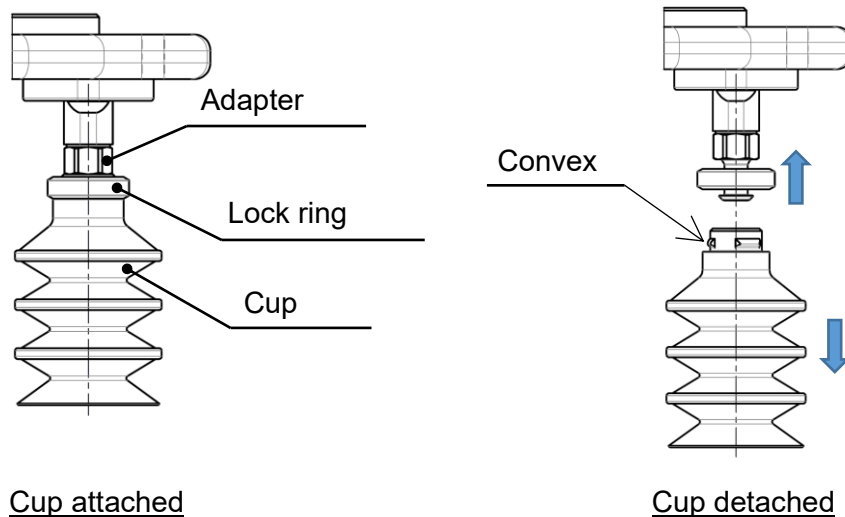 Adapter
Convex
Lock ring
Cup
Cup attached
Cup detached